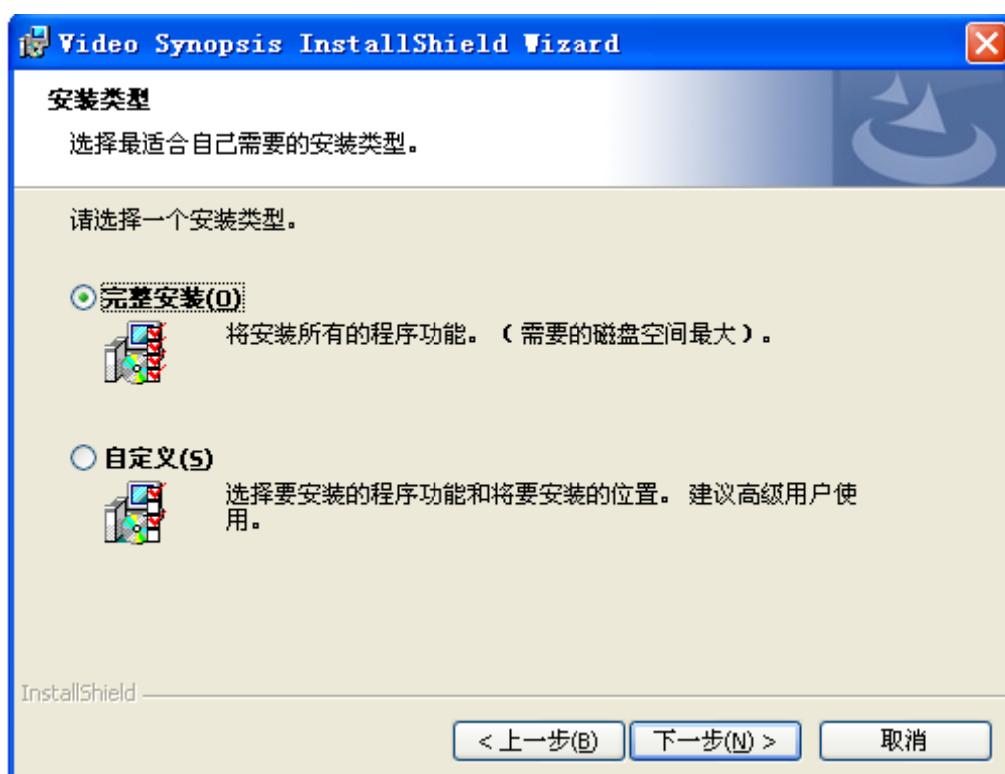 Video Synopsis InstallShield Wizard
安装类型
选择最适合自己需要的安装类型。
请选择一个安装类型。
完整安装(O)
将安装所有的程序功能。（需要的磁盘空间最大）。
自定义(S)
选择要安装的程序功能和将要安装的位置。 建议高级用户使
用。
InstallShield
< 上一步(B)
下一步(N) >
取消